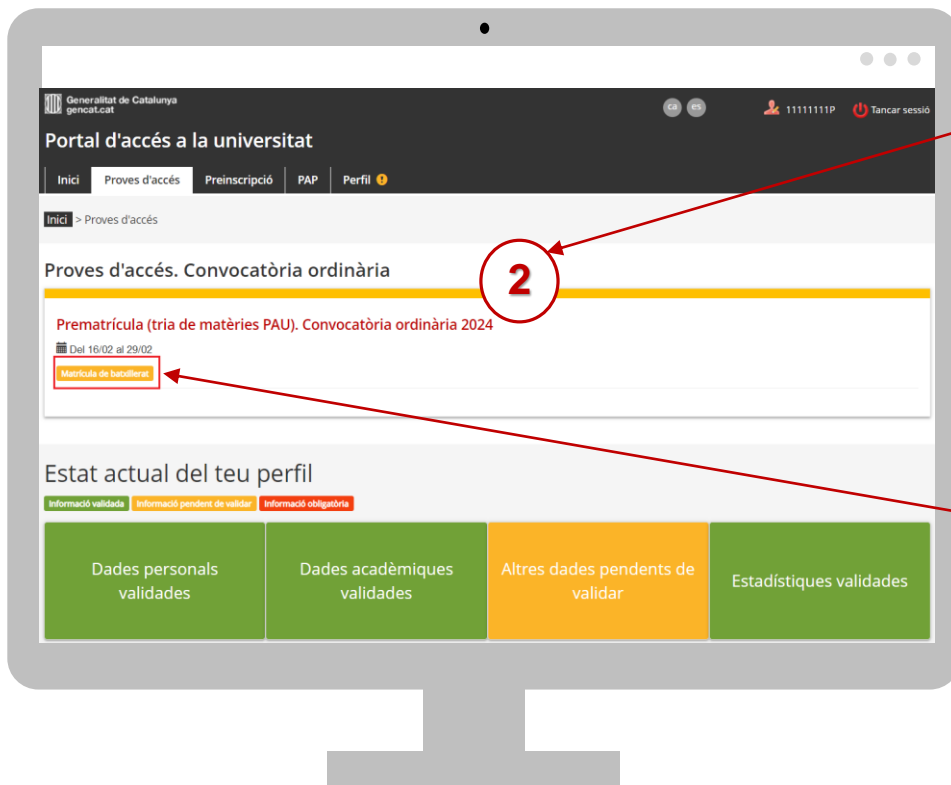 Generalitat de Catalunya
gencat.cat
ca es 11111111P Tancar sessió
Portal d'accés a la universitat
Inici Proves d'accés Preinscripció PAP Perfil !
Inici > Proves d'accés
Proves d'accés. Convocatòria ordinària
2
Prematrícula (tria de matèries PAU). Convocatòria ordinària 2024
Del 16/02 al 29/02
Matrícula de batxillerat
Estat actual del teu perfil
Informació validada Informació pendent de validar Informació obligatòria
Dades personals
validades
Dades acadèmiques
validades
Altres dades pendents de
validar
Estadístiques validades